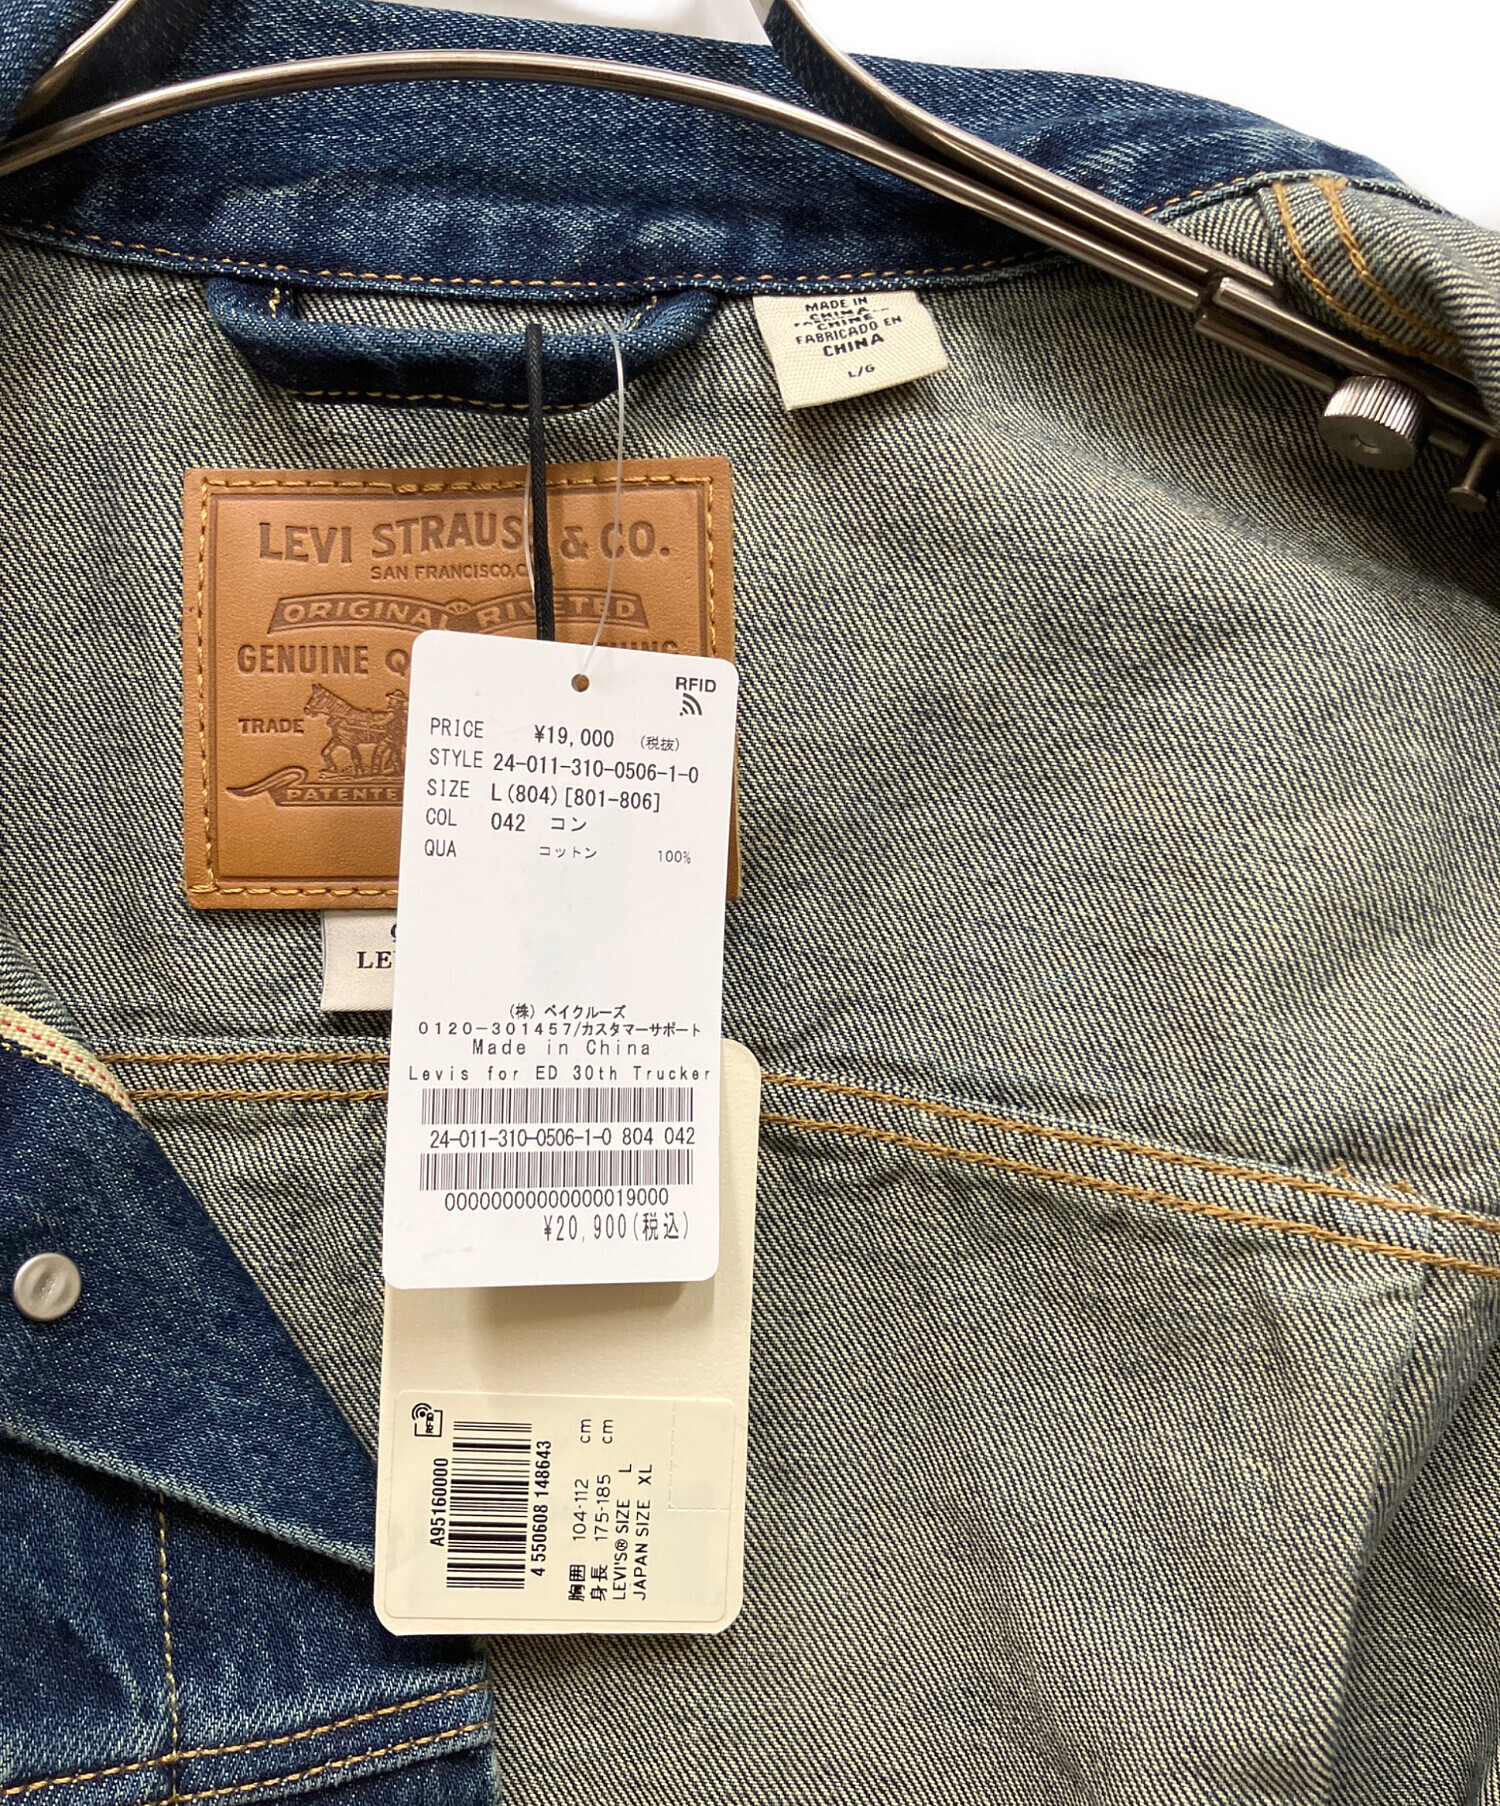 MADE IN
CHINA
CHINE
FABRICADO EN
CHINA
L/G
LEVI STRAUSS & CO.
SAN FRANCISCO,
ORIGINAL RIVETED
GENUINE
TRADE
RFID
PRICE ¥19,000 (税抜)
STYLE 24-011-310-0506-1-0
SIZE L(804)[801-806]
COL 042 コン
QUA コットン 100%
(株) ベイクルーズ
0120-301457/カスタマーサポート
Made in China
Levis for ED 30th Trucker
24-011-310-0506-1-0 804 042
00000000000000019000
¥20,900(税込)
RFID
A95160000
4 550608 148643
胸囲 104-112 cm
身長 175-185 cm
LEVI'S® SIZE L
JAPAN SIZE XL